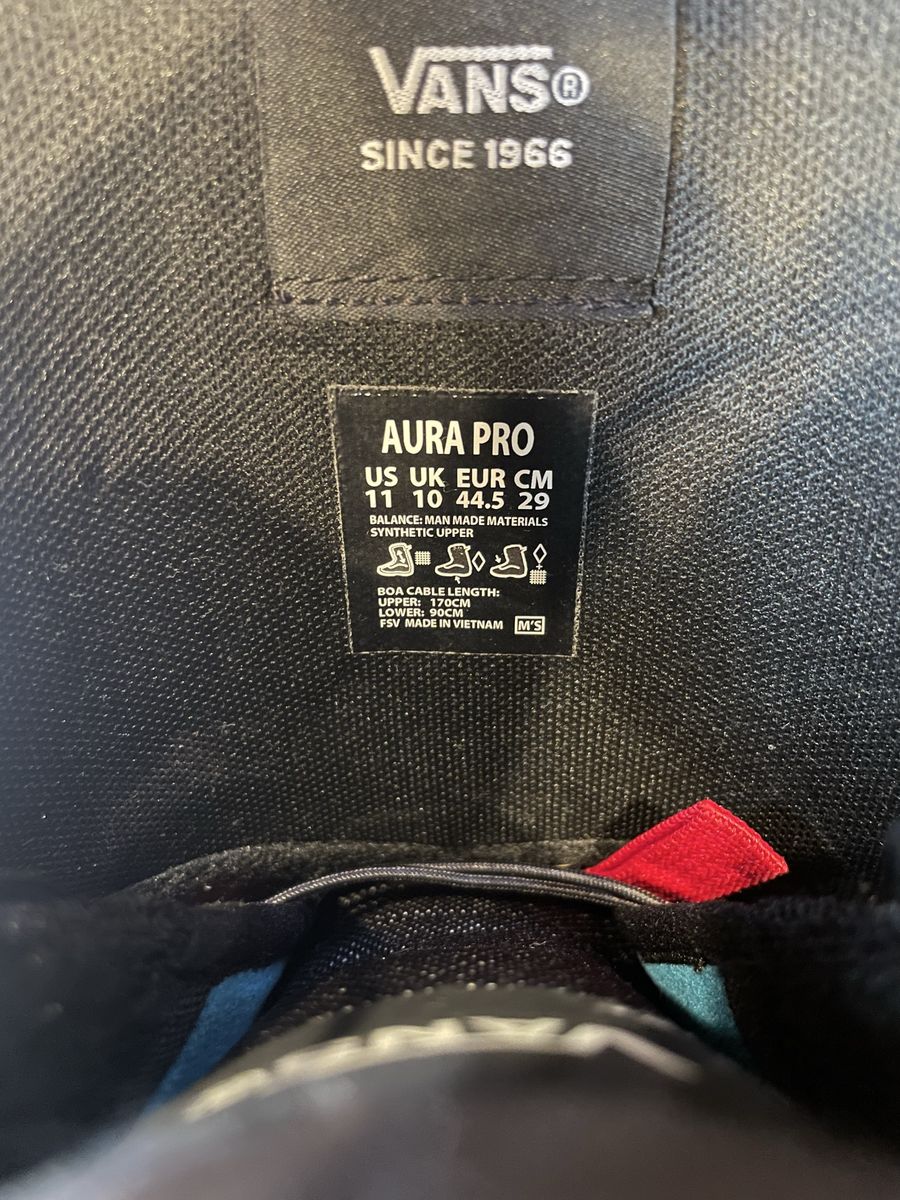 VANS®
SINCE 1966
AURA PRO
US UK EUR CM
11 10 44.5 29
BALANCE: MAN MADE MATERIALS
SYNTHETIC UPPER
BOA CABLE LENGTH:
UPPER: 170CM
LOWER: 90CM
FSV MADE IN VIETNAM M'S